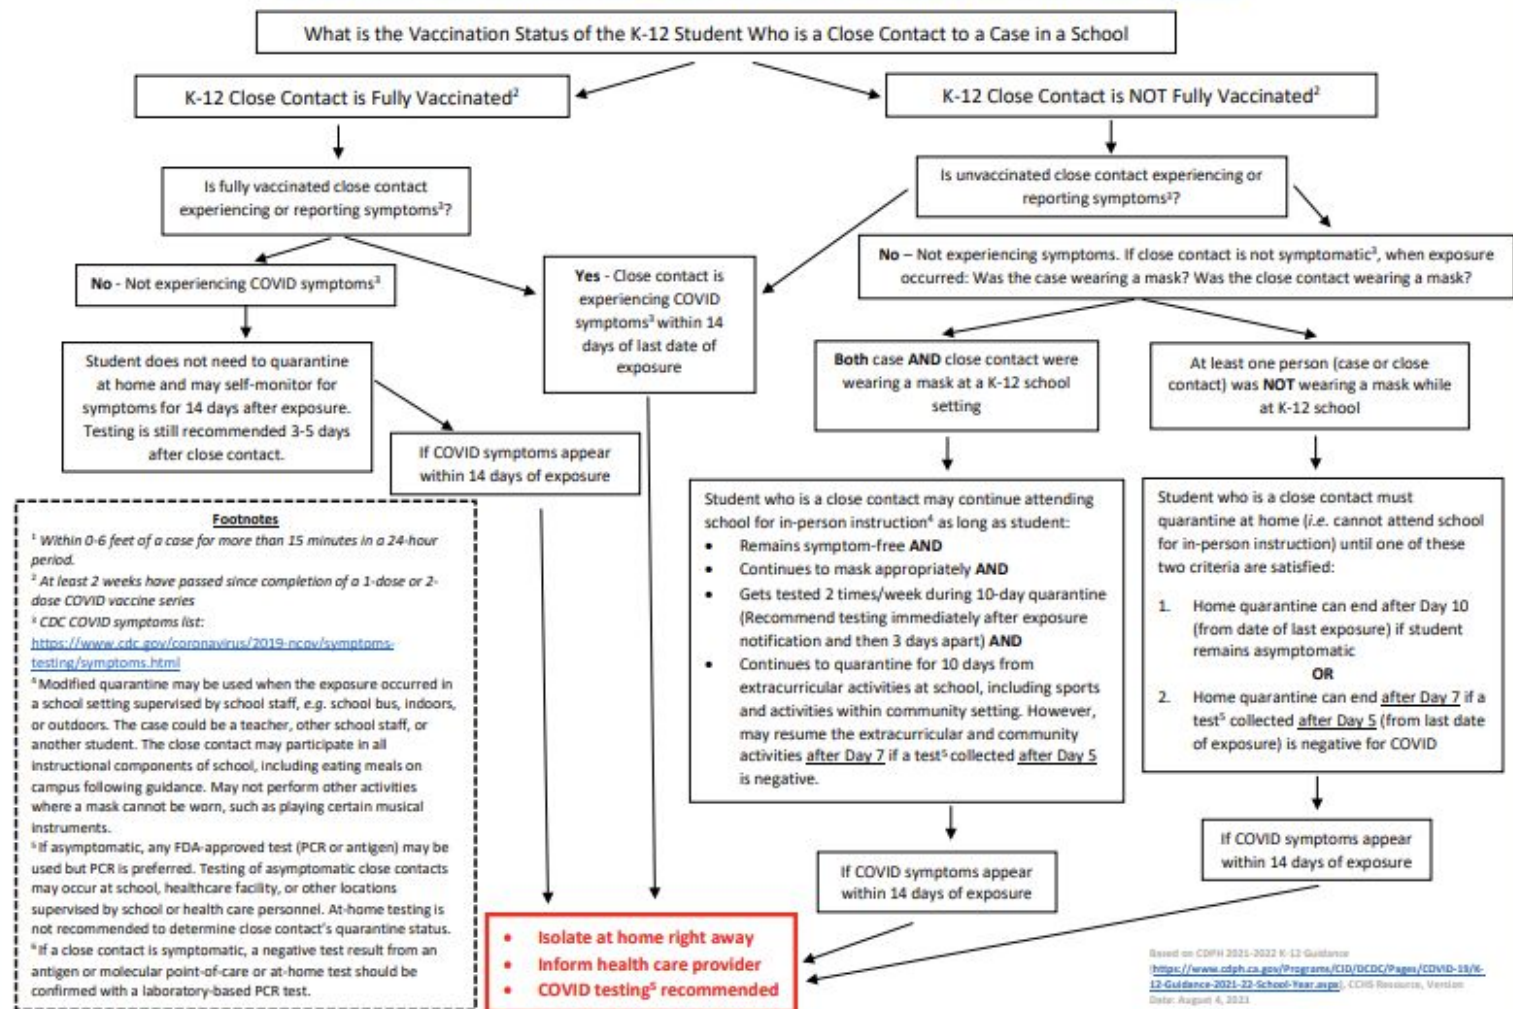 What is the Vaccination Status of the K-12 Student Who is a Close Contact to a Case in a School
K-12 Close Contact is Fully Vaccinated²
K-12 Close Contact is NOT Fully Vaccinated²
Is fully vaccinated close contact
experiencing or reporting symptoms³?
Is unvaccinated close contact experiencing or
reporting symptoms³?
No - Not experiencing COVID symptoms³
Yes - Close contact is
experiencing COVID
symptoms³ within 14
days of last date of
exposure
No – Not experiencing symptoms. If close contact is not symptomatic³, when exposure
occurred: Was the case wearing a mask? Was the close contact wearing a mask?
Student does not need to quarantine
at home and may self-monitor for
symptoms for 14 days after exposure.
Testing is still recommended 3-5 days
after close contact.
If COVID symptoms appear
within 14 days of exposure
Both case AND close contact were
wearing a mask at a K-12 school
setting
At least one person (case or close
contact) was NOT wearing a mask while
at K-12 school
Student who is a close contact may continue attending
school for in-person instruction⁴ as long as student:
• Remains symptom-free AND
• Continues to mask appropriately AND
• Gets tested 2 times/week during 10-day quarantine
(Recommend testing immediately after exposure
notification and then 3 days apart) AND
• Continues to quarantine for 10 days from
extracurricular activities at school, including sports
and activities within community setting. However,
may resume the extracurricular and community
activities after Day 7 if a test⁵ collected after Day 5
is negative.
Student who is a close contact must
quarantine at home (i.e. cannot attend school
for in-person instruction) until one of these
two criteria are satisfied:
1. Home quarantine can end after Day 10
(from date of last exposure) if student
remains asymptomatic
OR
2. Home quarantine can end after Day 7 if a
test⁵ collected after Day 5 (from last date
of exposure) is negative for COVID
If COVID symptoms appear
within 14 days of exposure
If COVID symptoms appear
within 14 days of exposure
• Isolate at home right away
• Inform health care provider
• COVID testing⁵ recommended
Footnotes
¹ Within 0-6 feet of a case for more than 15 minutes in a 24-hour
period.
² At least 2 weeks have passed since completion of a 1-dose or 2-
dose COVID vaccine series
³ CDC COVID symptoms list:
https://www.cdc.gov/coronavirus/2019-ncov/symptoms-
testing/symptoms.html
⁴ Modified quarantine may be used when the exposure occurred in
a school setting supervised by school staff, e.g. school bus, indoors,
or outdoors. The case could be a teacher, other school staff, or
another student. The close contact may participate in all
instructional components of school, including eating meals on
campus following guidance. May not perform other activities
where a mask cannot be worn, such as playing certain musical
instruments.
⁵ If asymptomatic, any FDA-approved test (PCR or antigen) may be
used but PCR is preferred. Testing of asymptomatic close contacts
may occur at school, healthcare facility, or other locations
supervised by school or health care personnel. At-home testing is
not recommended to determine close contact's quarantine status.
⁶ If a close contact is symptomatic, a negative test result from an
antigen or molecular point-of-care or at-home test should be
confirmed with a laboratory-based PCR test.
Based on CDPH 2021-2022 K-12 Guidance
(https://www.cdph.ca.gov/Programs/CID/DCDC/Pages/COVID-19/K-
12-Guidance-2021-22-School-Year.aspx), CCHS Resource, Version
Date: August 4, 2021